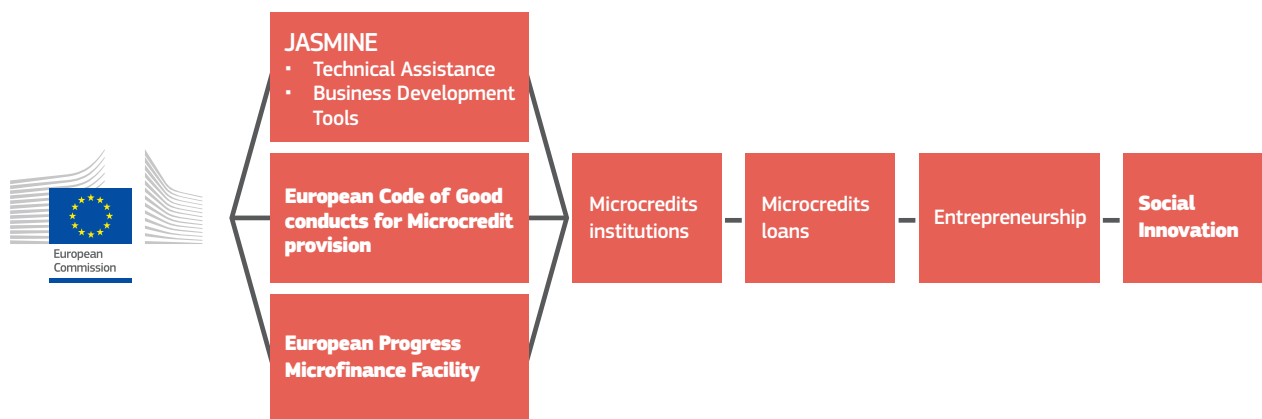 European
Commission
JASMINE
▪ Technical Assistance
▪ Business Development
Tools
European Code of Good
conducts for Microcredit
provision
European Progress
Microfinance Facility
Microcredits
institutions
Microcredits
loans
Entrepreneurship
Social
Innovation